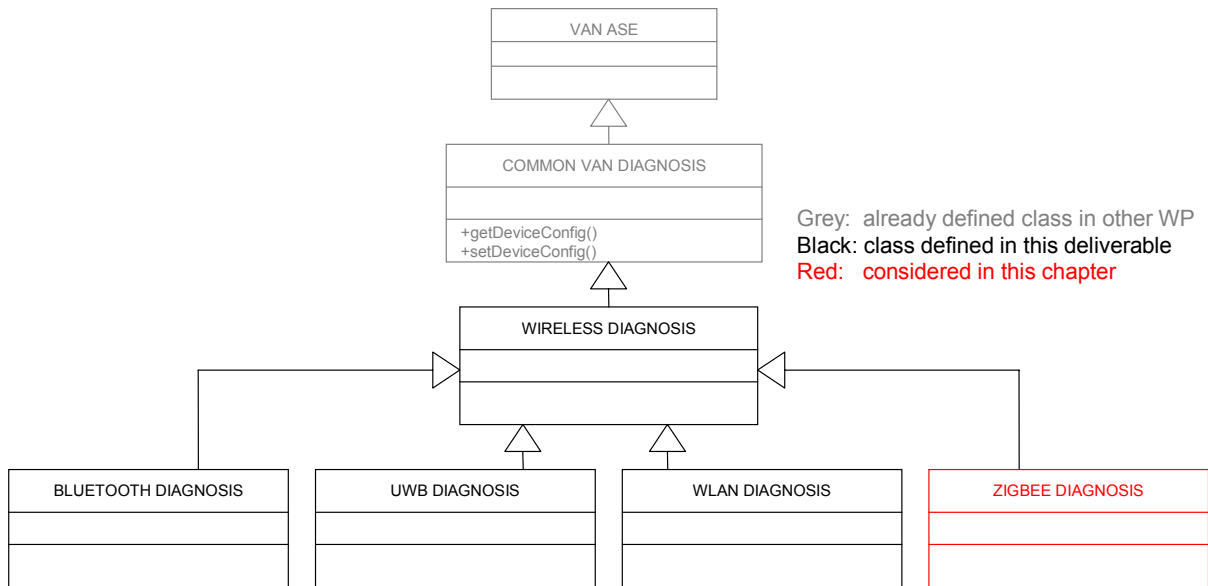 VAN ASE
COMMON VAN DIAGNOSIS
+getDeviceConfig()
+setDeviceConfig()
Grey: already defined class in other WP
Black: class defined in this deliverable
Red: considered in this chapter
WIRELESS DIAGNOSIS
BLUETOOTH DIAGNOSIS
UWB DIAGNOSIS
WLAN DIAGNOSIS
ZIGBEE DIAGNOSIS